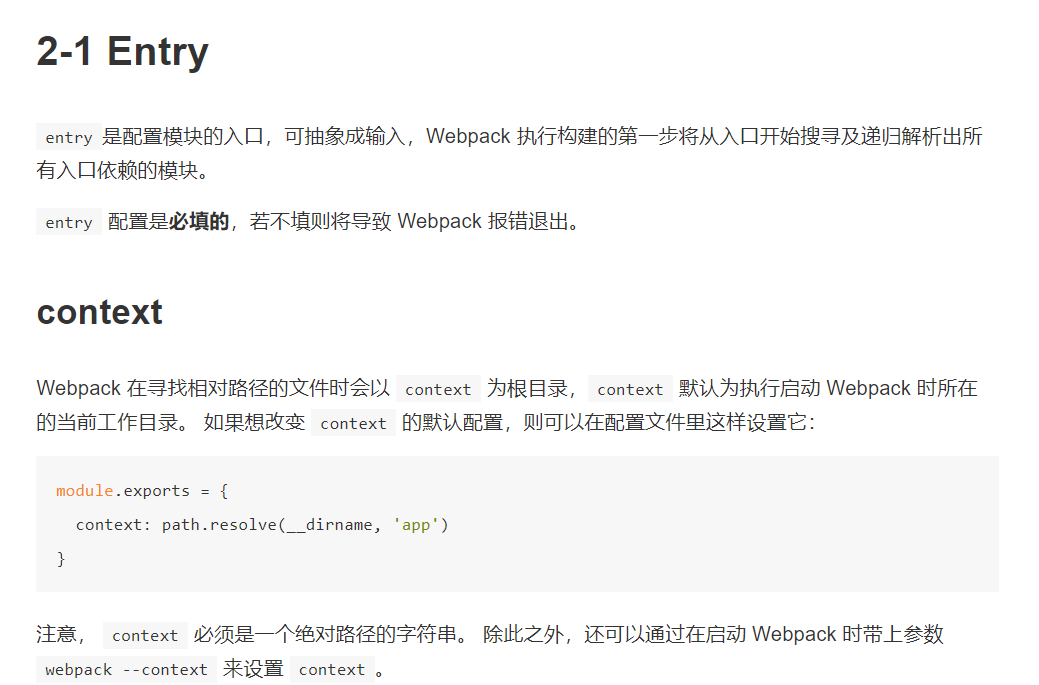 2-1 Entry
entry 是配置模块的入口，可抽象成输入，Webpack 执行构建的第一步将从入口开始搜寻及递归解析出所
有入口依赖的模块。
entry 配置是必填的，若不填则将导致 Webpack 报错退出。
context
Webpack 在寻找相对路径的文件时会以 context 为根目录， context 默认为执行启动 Webpack 时所在
的当前工作目录。 如果想改变 context 的默认配置，则可以在配置文件里这样设置它：
module.exports = {
  context: path.resolve(__dirname, 'app')
}
注意， context 必须是一个绝对路径的字符串。 除此之外，还可以通过在启动 Webpack 时带上参数
webpack --context 来设置 context 。